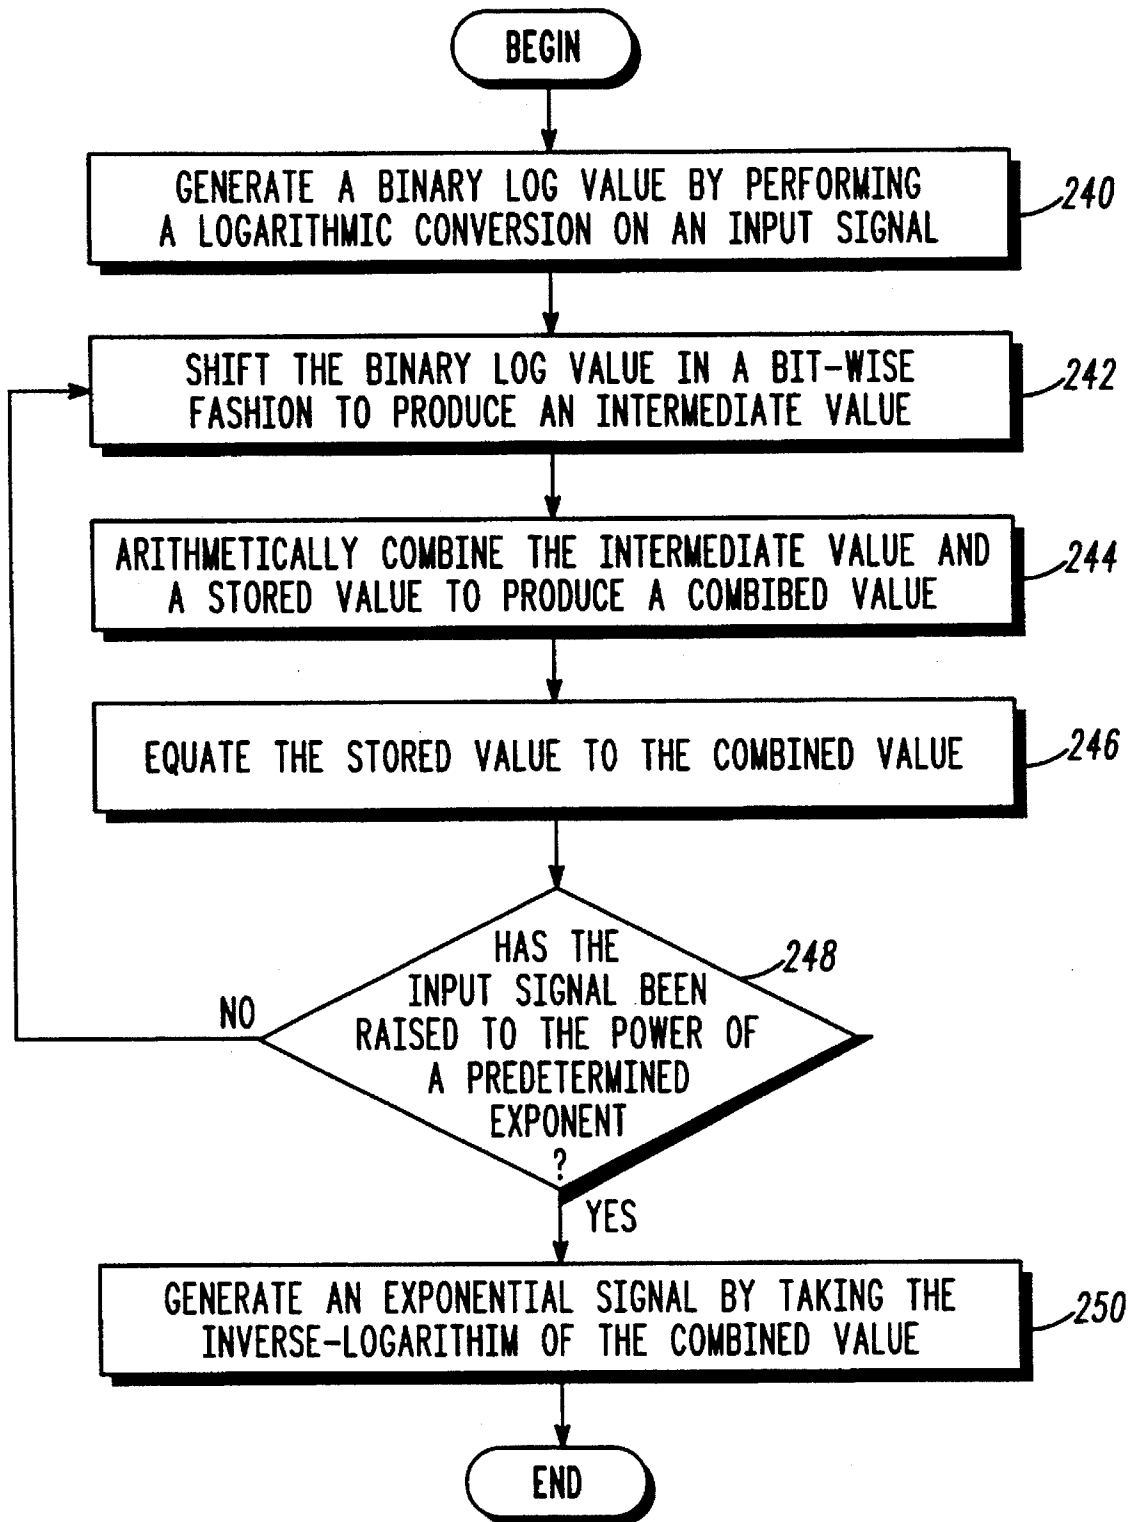 BEGIN
GENERATE A BINARY LOG VALUE BY PERFORMING
A LOGARITHMIC CONVERSION ON AN INPUT SIGNAL
240
SHIFT THE BINARY LOG VALUE IN A BIT-WISE
FASHION TO PRODUCE AN INTERMEDIATE VALUE
242
ARITHMETICALLY COMBINE THE INTERMEDIATE VALUE AND
A STORED VALUE TO PRODUCE A COMBIBED VALUE
244
EQUATE THE STORED VALUE TO THE COMBINED VALUE
246
HAS THE
INPUT SIGNAL BEEN
RAISED TO THE POWER OF
A PREDETERMINED
EXPONENT
?
248
NO
YES
GENERATE AN EXPONENTIAL SIGNAL BY TAKING THE
INVERSE-LOGARITHIM OF THE COMBINED VALUE
250
END